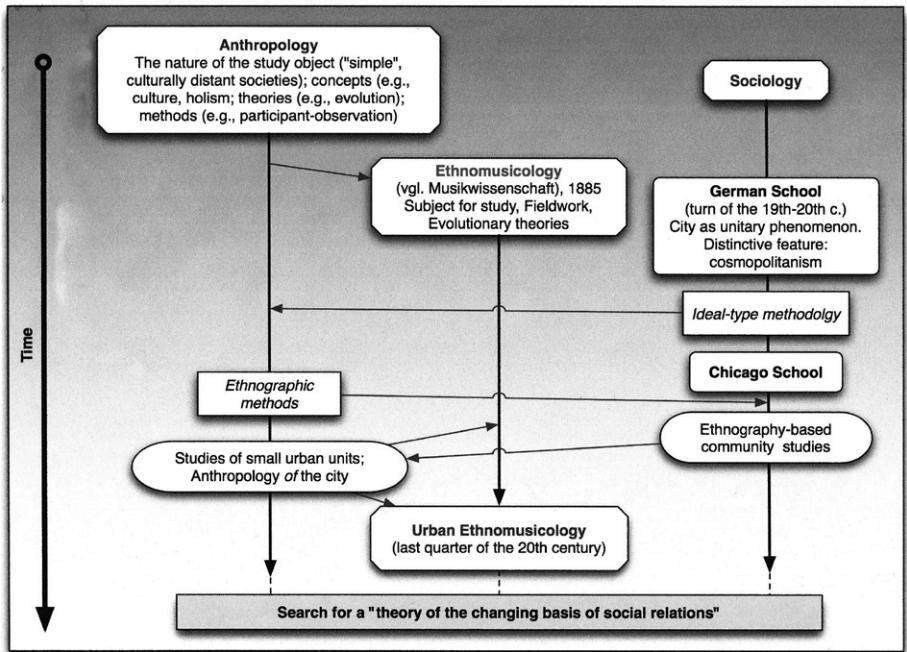 Anthropology
The nature of the study object ("simple",
culturally distant societies); concepts (e.g.,
culture, holism; theories (e.g., evolution);
methods (e.g., participant-observation)
Sociology
Ethnomusicology
(vgl. Musikwissenschaft), 1885
Subject for study, Fieldwork,
Evolutionary theories
German School
(turn of the 19th-20th c.)
City as unitary phenomenon.
Distinctive feature:
cosmopolitanism
Ideal-type methodolgy
Time
Chicago School
Ethnographic
methods
Ethnography-based
community studies
Studies of small urban units;
Anthropology of the city
Urban Ethnomusicology
(last quarter of the 20th century)
Search for a "theory of the changing basis of social relations"